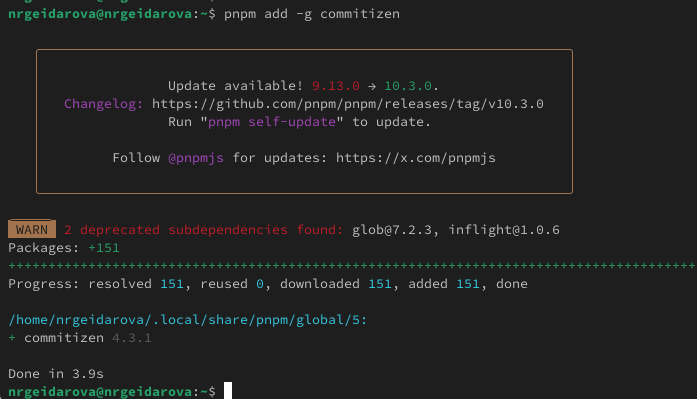 nrgeidarova@nrgeidarova:~$ pnpm add -g commitizen
Update available! 9.13.0 → 10.3.0.
Changelog: https://github.com/pnpm/pnpm/releases/tag/v10.3.0
Run "pnpm self-update" to update.
Follow @pnpmjs for updates: https://x.com/pnpmjs
WARN 2 deprecated subdependencies found: glob@7.2.3, inflight@1.0.6
Packages: +151
++++++++++++++++++++++++++++++++++++++++++++++++++++++++++++++++++++++++++++++++++++++
Progress: resolved 151, reused 0, downloaded 151, added 151, done
/home/nrgeidarova/.local/share/pnpm/global/5:
+ commitizen 4.3.1
Done in 3.9s
nrgeidarova@nrgeidarova:~$